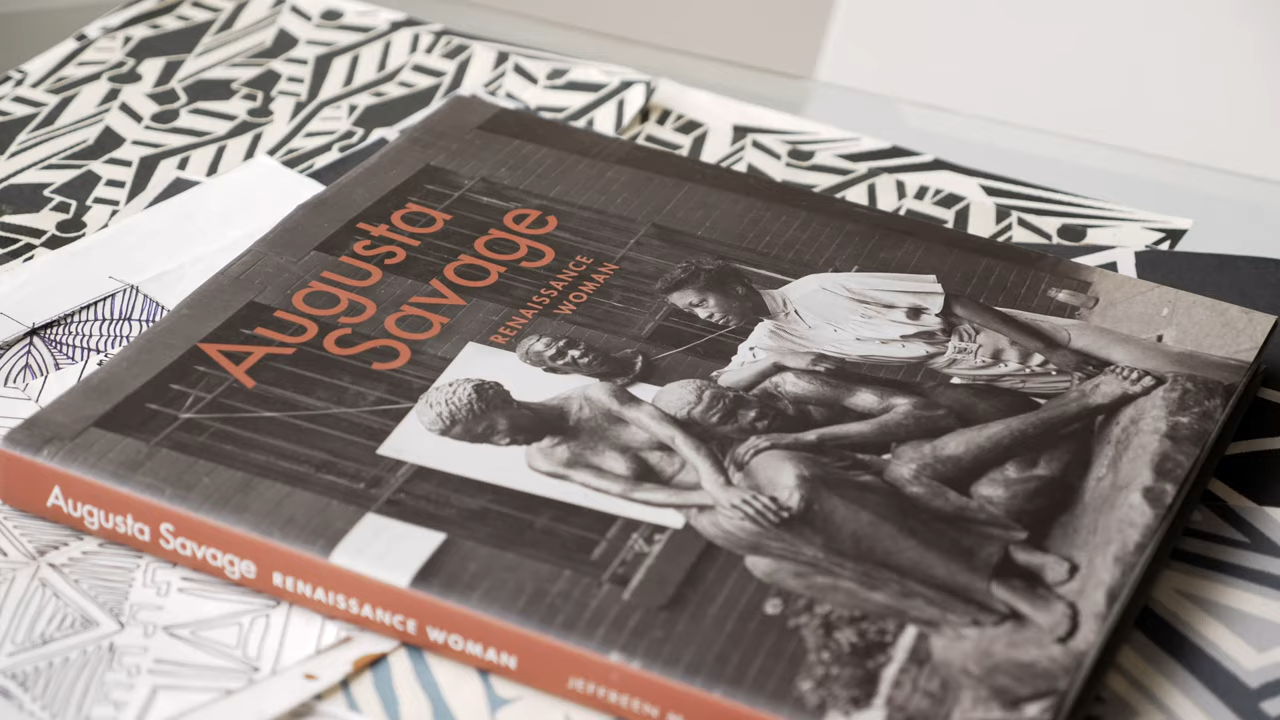 Augusta
Savage
RENAISSANCE
WOMAN
Augusta Savage RENAISSANCE WOMAN JEFFREEN